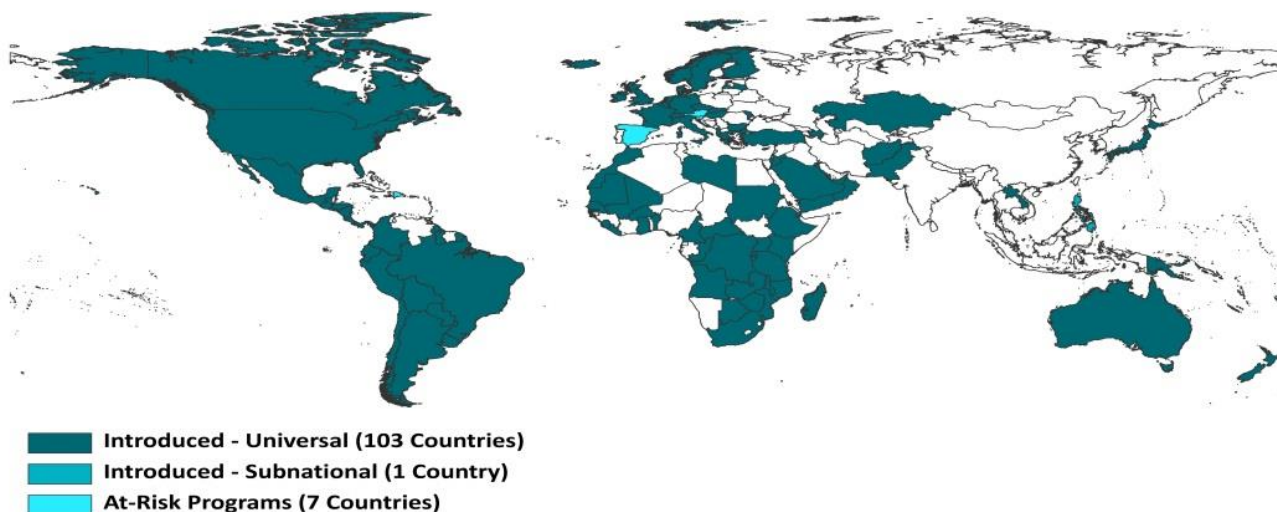 Introduced - Universal (103 Countries)
Introduced - Subnational (1 Country)
At-Risk Programs (7 Countries)